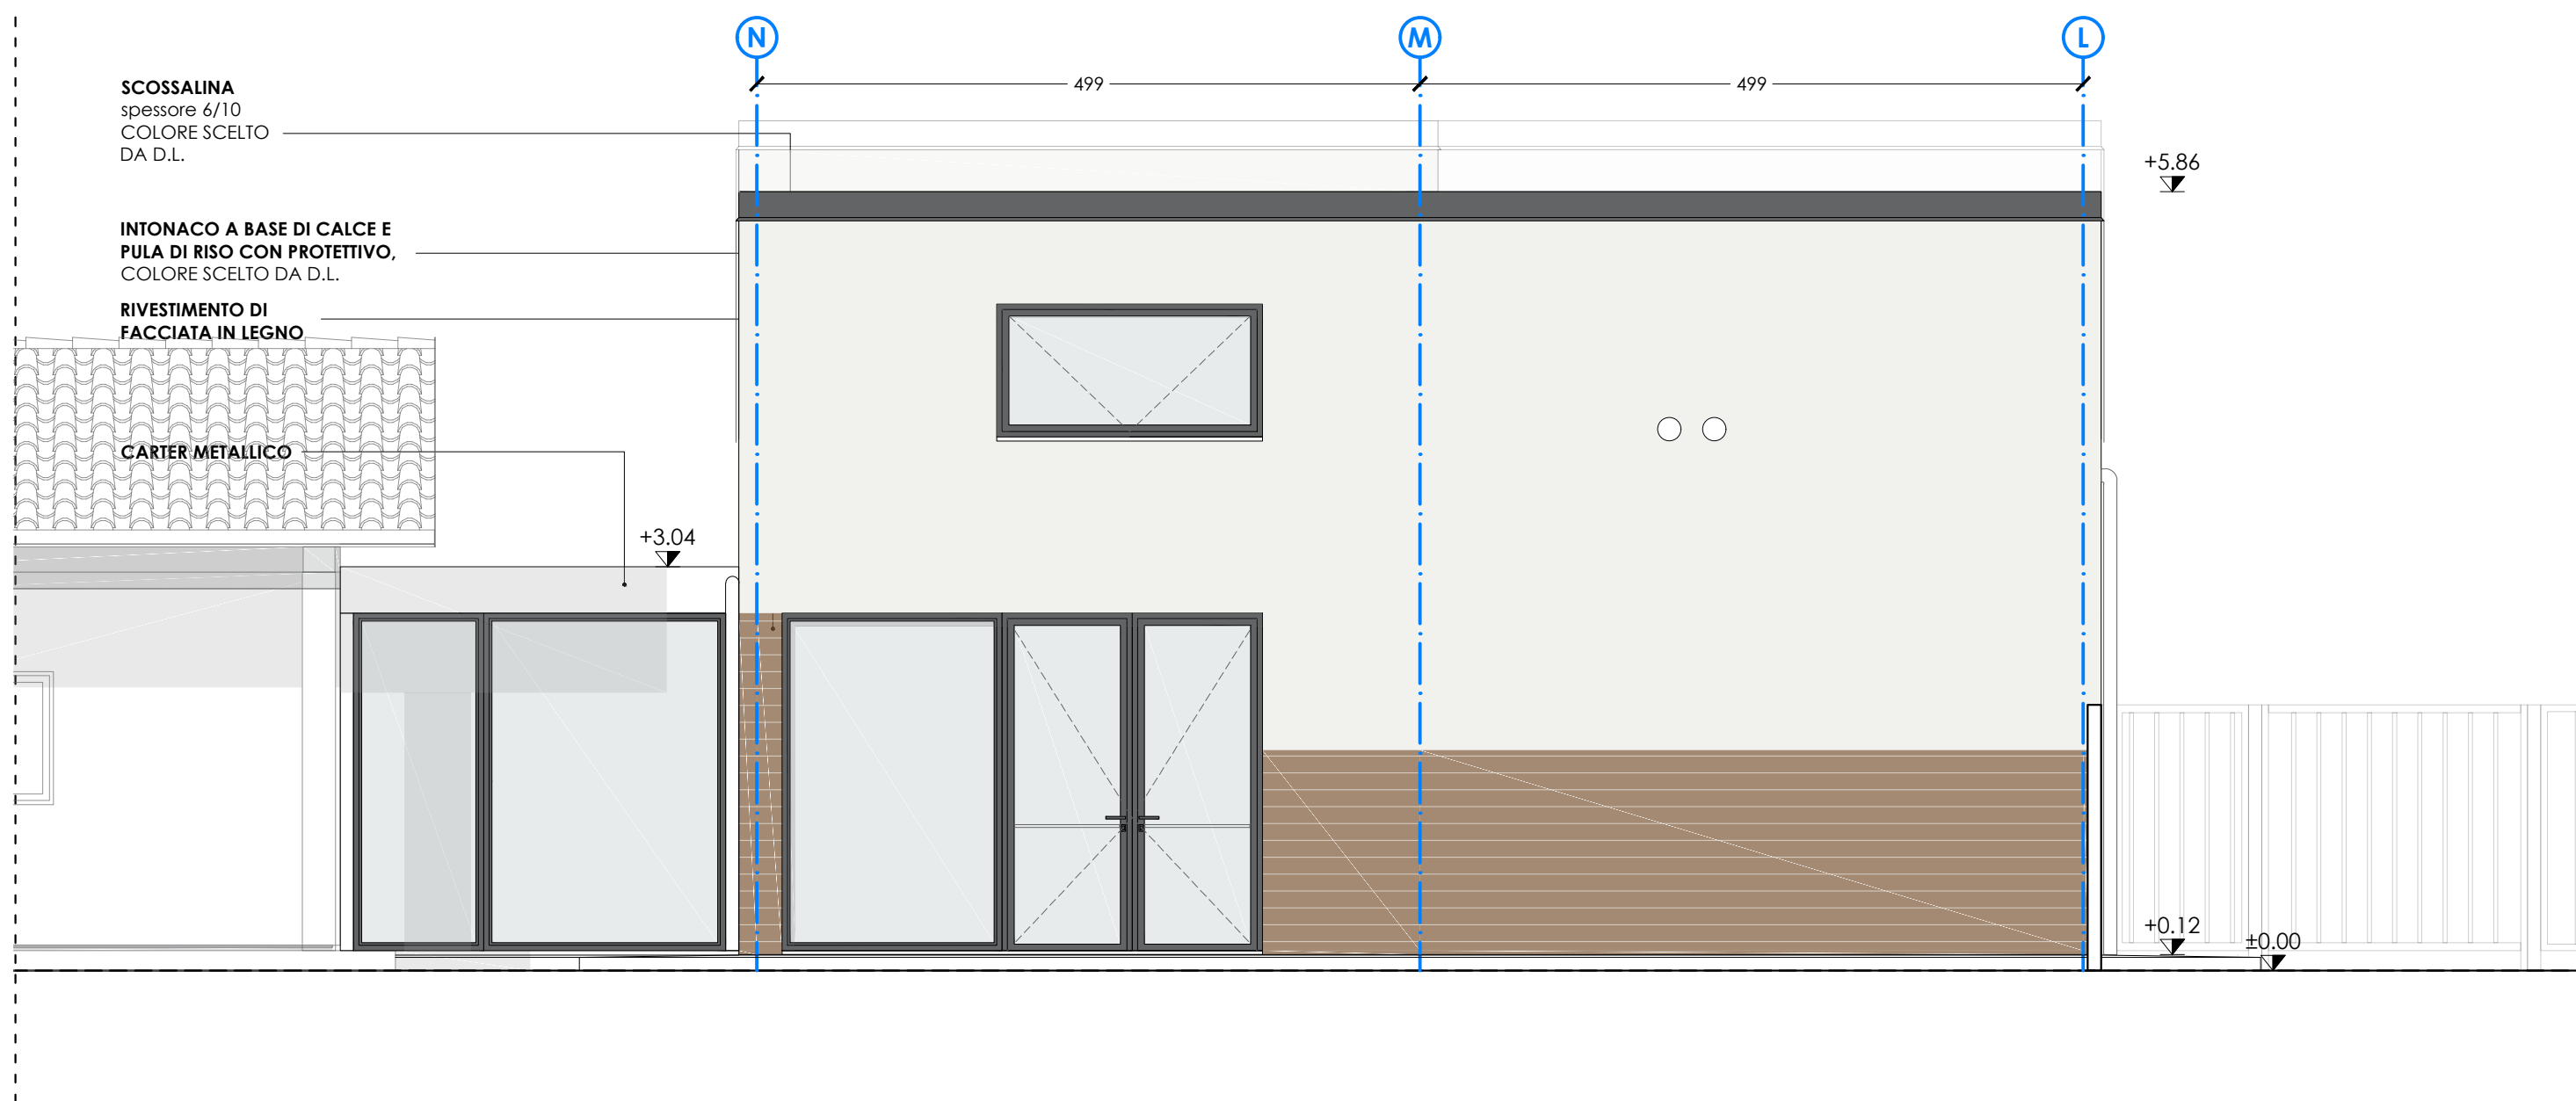 N
M
L
499
499
SCOSSALINA
spessore 6/10
COLORE SCELTO
DA D.L.
+5.86
INTONACO A BASE DI CALCE E
PULA DI RISO CON PROTETTIVO,
COLORE SCELTO DA D.L.
RIVESTIMENTO DI
FACCIATA IN LEGNO
CARTER METALLICO
+3.04
+0.12
±0.00